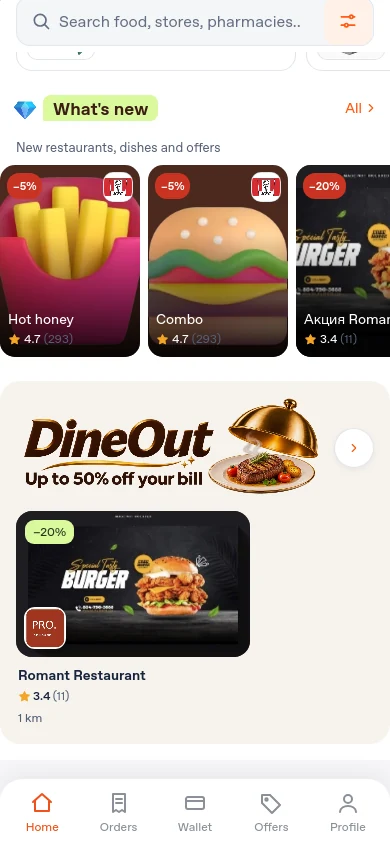 Search food, stores, pharmacies..
What's new
All
New restaurants, dishes and offers
–5%
–5%
–20%
Special Tasty
URGER
Hot honey
Combo
Акция Roman
4.7 (293)
4.7 (293)
3.4 (11)
DineOut
Up to 50% off your bill
–20%
Special Tasty
BURGER
PRO.
Romant Restaurant
3.4 (11)
1 km
Home
Orders
Wallet
Offers
Profile